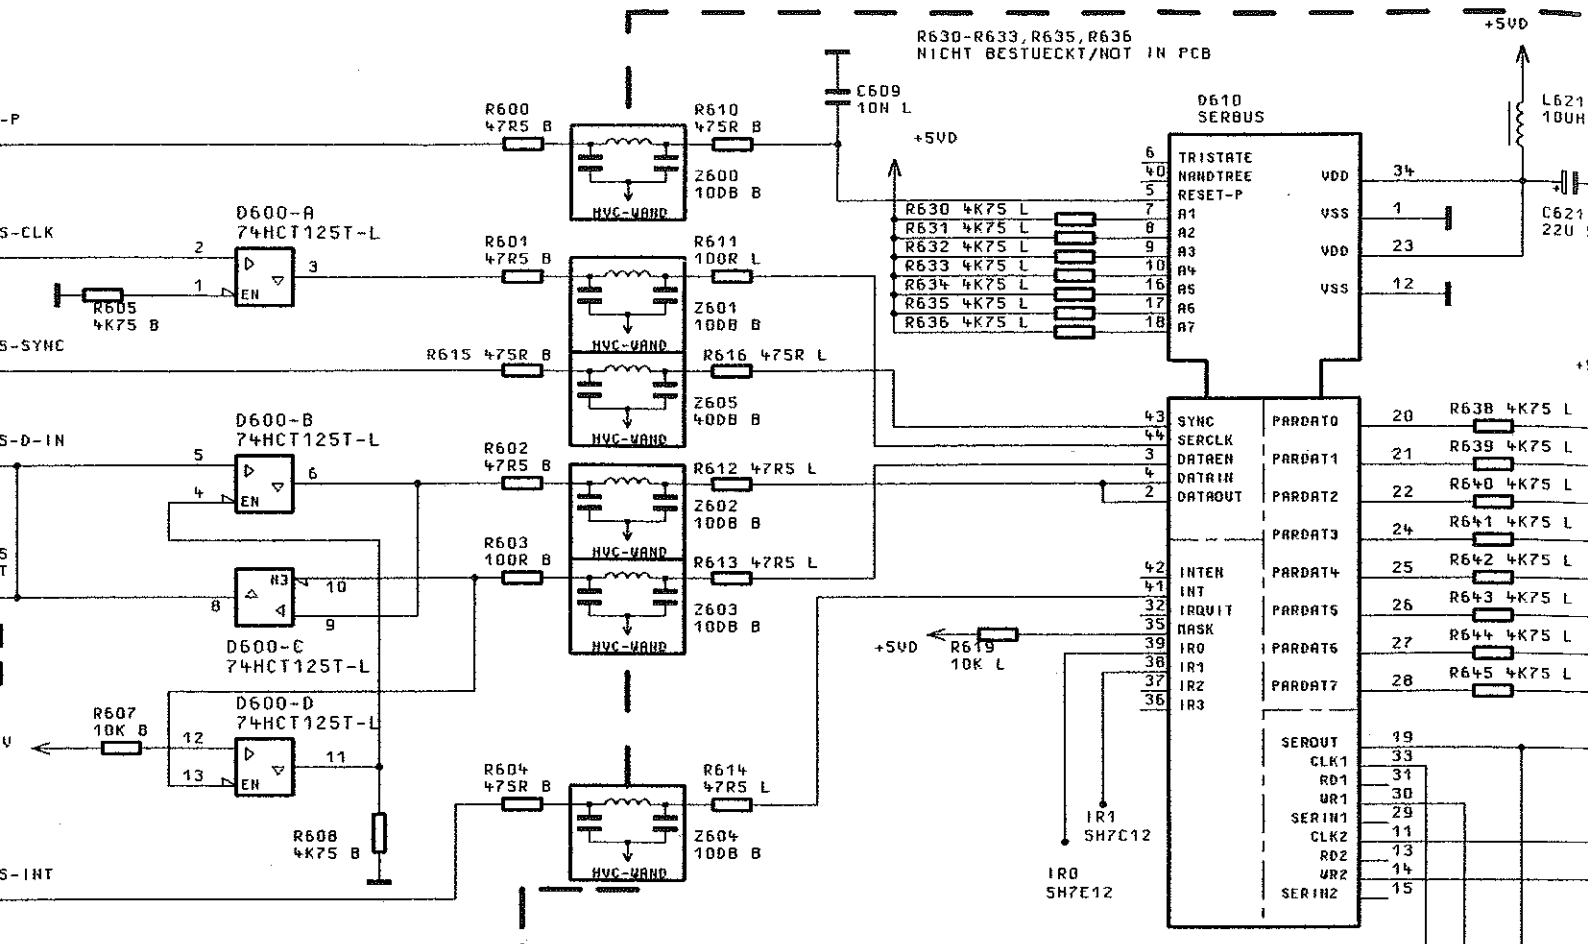 R630-R633,R635,R636
NICHT BESTUECKT/NOT IN PCB
+5VD
-P
R600
47R5 B
R610
475R B
C609
10N L
+5VD
D610
SERBUS
L621
10UH
Z600
10DB B
HVC-WAND
6 TRISTATE
40 NANDTREE
5 RESET-P
7 A1
8 A2
9 A3
10 A4
16 A5
17 A6
18 A7
VDD 34
VSS 1
VDD 23
VSS 12
C621
22U
R630 4K75 L
R631 4K75 L
R632 4K75 L
R633 4K75 L
R634 4K75 L
R635 4K75 L
R636 4K75 L
S-CLK
D600-A
74HCT125T-L
2
3
1
EN
R605
4K75 B
R601
47R5 B
R611
100R L
Z601
10DB B
HVC-WAND
S-SYNC
R615 475R B
R616 475R L
Z605
40DB B
HVC-WAND
S-D-IN
D600-B
74HCT125T-L
5
6
4
EN
R602
47R5 B
R612 47R5 L
Z602
10DB B
HVC-WAND
43 SYNC
44 SERCLK
3 DATAEN
4 DATAIN
2 DATAOUT
PARDAT0 20
PARDAT1 21
PARDAT2 22
PARDAT3 24
PARDAT4 25
PARDAT5 26
PARDAT6 27
PARDAT7 28
R638 4K75 L
R639 4K75 L
R640 4K75 L
R641 4K75 L
R642 4K75 L
R643 4K75 L
R644 4K75 L
R645 4K75 L
S
T
R603
100R B
R613 47R5 L
Z603
10DB B
HVC-WAND
10
8
9
D600-C
74HCT125T-L
42 INTEN
41 INT
32 IRQUIT
35 MASK
39 IR0
38 IR1
37 IR2
36 IR3
+5VD
R619
10K L
V
R607
10K B
D600-D
74HCT125T-L
12
11
13
EN
R608
4K75 B
R604
475R B
R614
47R5 L
Z604
10DB B
HVC-WAND
S-INT
IR1
SH7C12
IR0
SH7E12
SEROUT 19
CLK1 33
RD1 31
WR1 30
SERIN1 29
CLK2 11
RD2 13
WR2 14
SERIN2 15